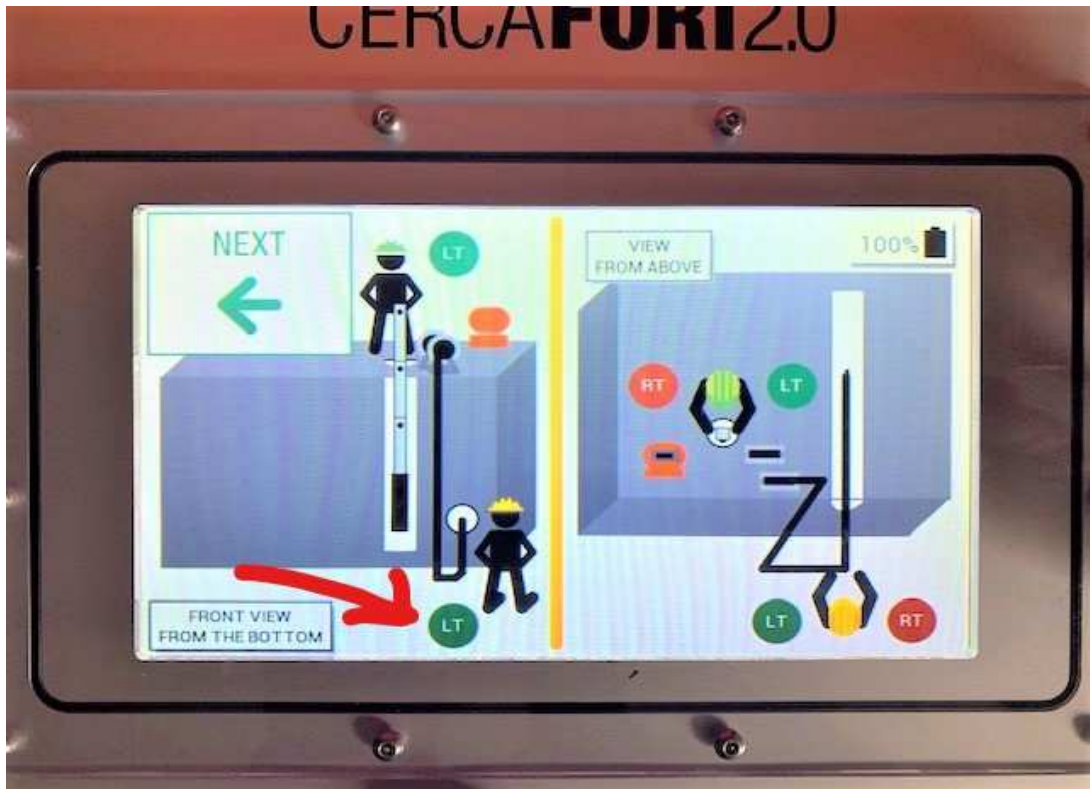 CERCAFORI2.0
NEXT
LT
VIEW
FROM ABOVE
100%
RT
LT
FRONT VIEW
FROM THE BOTTOM
LT
LT
RT